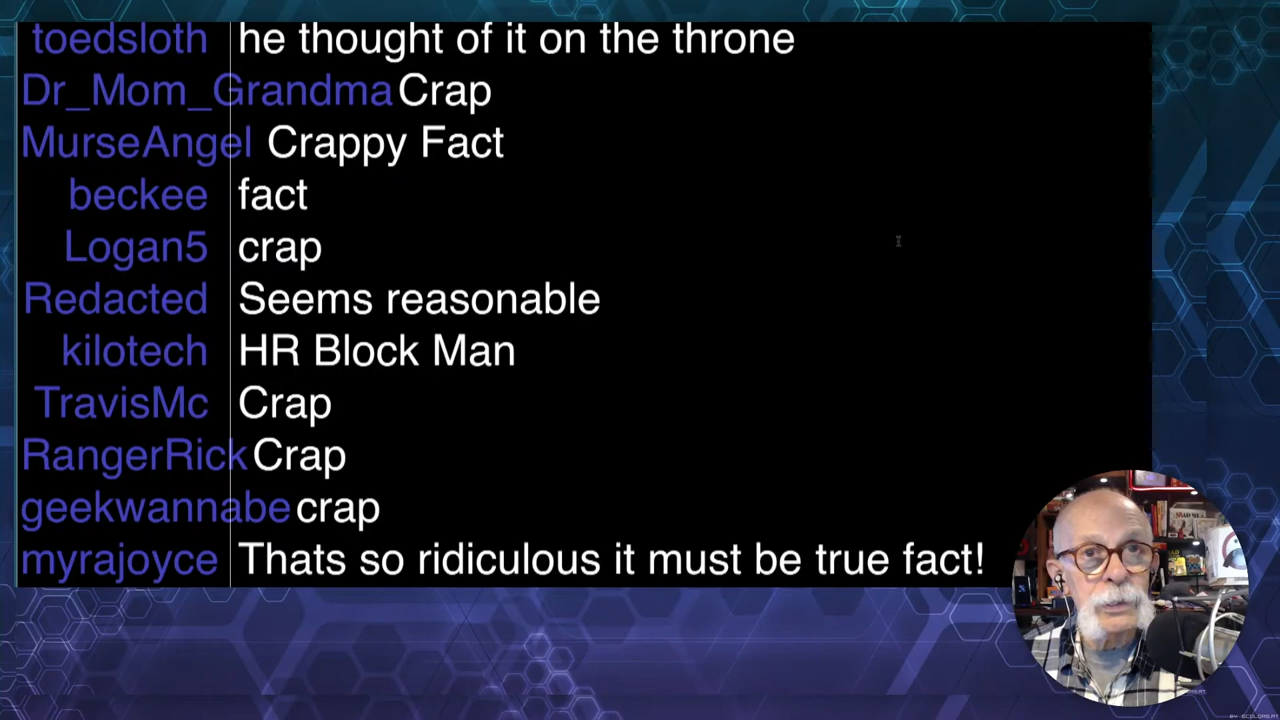 toedsloth he thought of it on the throne
Dr_Mom_Grandma Crap
MurseAngel Crappy Fact
beckee fact
Logan5 crap
Redacted Seems reasonable
kilotech HR Block Man
TravisMc Crap
RangerRick Crap
geekwannabe crap
myrajoyce Thats so ridiculous it must be true fact!